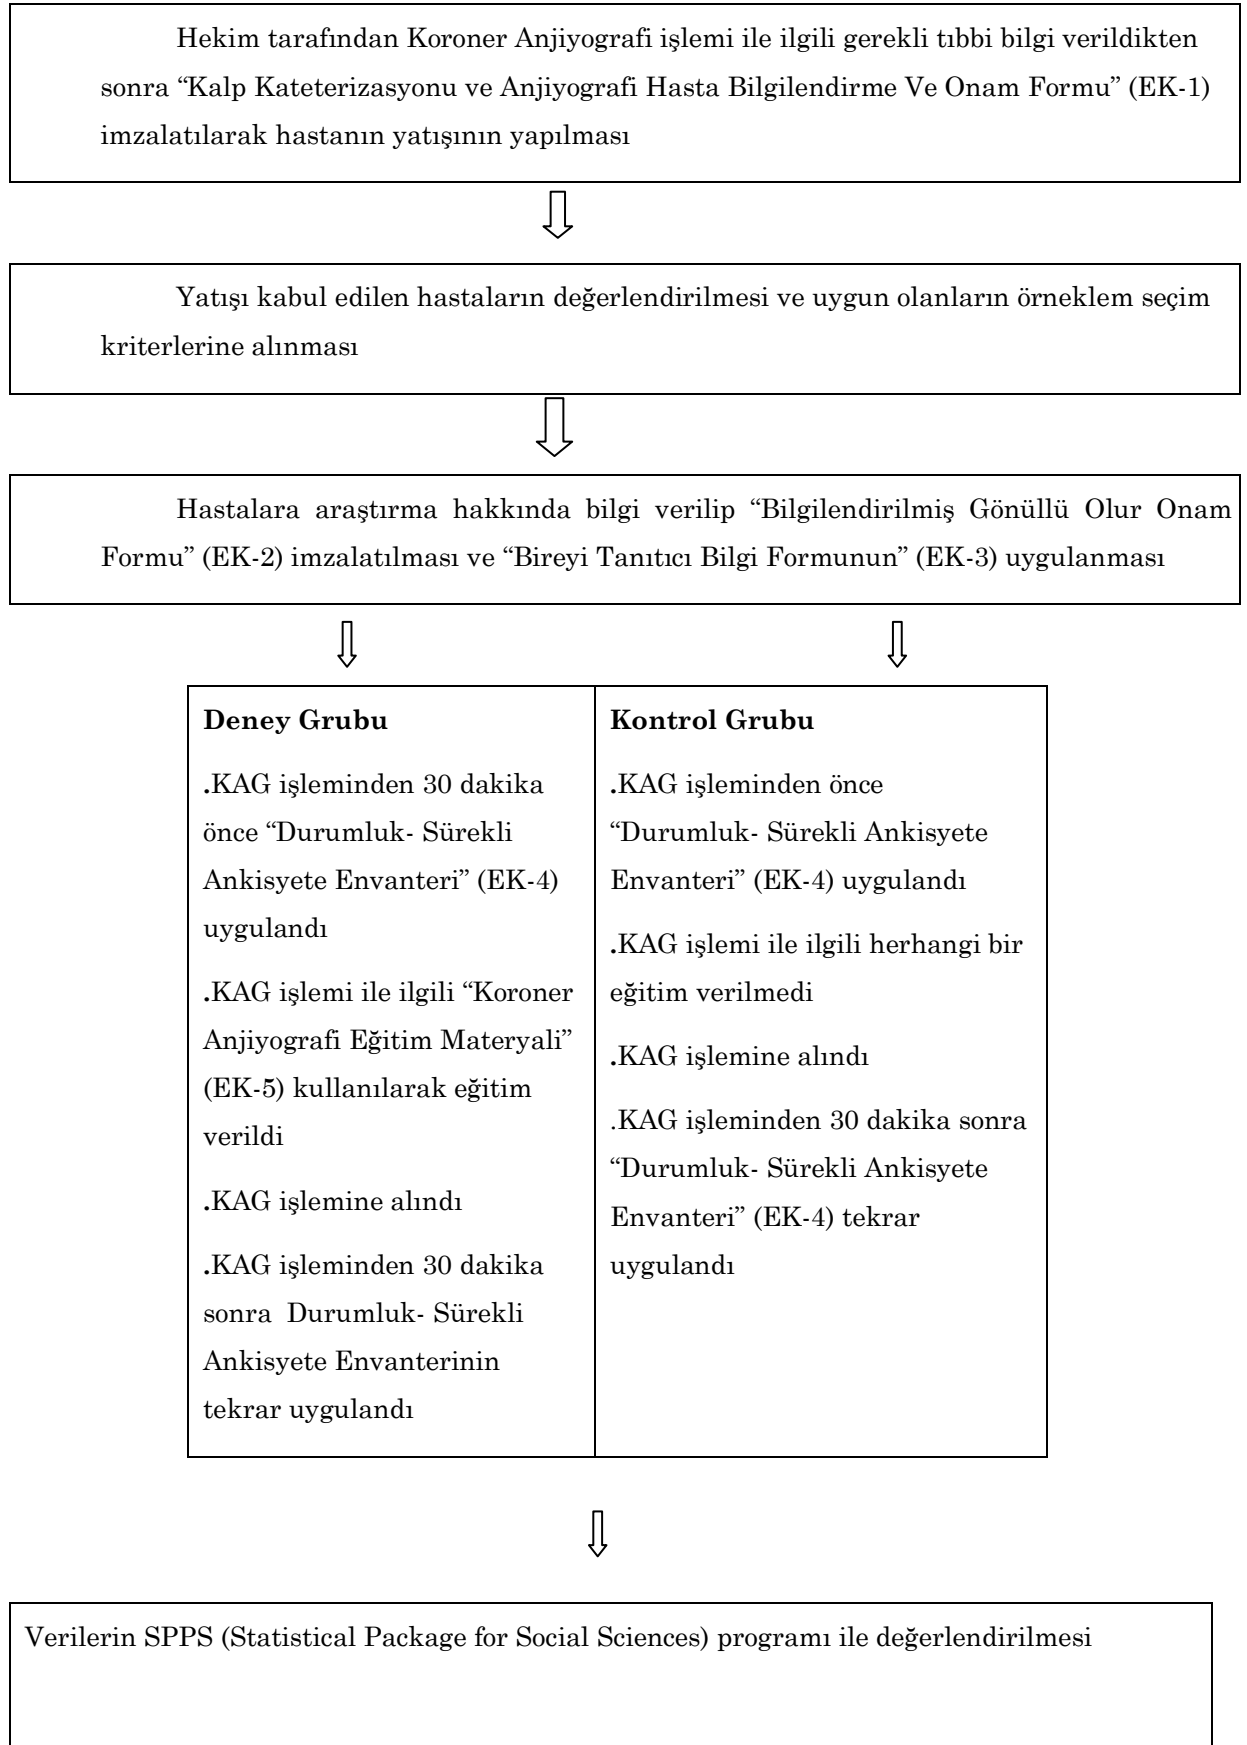 Hekim tarafından Koroner Anjiyografi işlemi ile ilgili gerekli tıbbi bilgi verildikten
sonra “Kalp Kateterizasyonu ve Anjiyografi Hasta Bilgilendirme Ve Onam Formu” (EK-1)
imzalatılarak hastanın yatışının yapılması
Yatışı kabul edilen hastaların değerlendirilmesi ve uygun olanların örneklem seçim
kriterlerine alınması
Hastalara araştırma hakkında bilgi verilip “Bilgilendirilmiş Gönüllü Olur Onam
Formu” (EK-2) imzalatılması ve “Bireyi Tanıtıcı Bilgi Formunun” (EK-3) uygulanması
Deney Grubu
.KAG işleminden 30 dakika
önce “Durumluk- Sürekli
Ankisyete Envanteri” (EK-4)
uygulandı
.KAG işlemi ile ilgili “Koroner
Anjiyografi Eğitim Materyali”
(EK-5) kullanılarak eğitim
verildi
.KAG işlemine alındı
.KAG işleminden 30 dakika
sonra  Durumluk- Sürekli
Ankisyete Envanterinin
tekrar uygulandı
Kontrol Grubu
.KAG işleminden önce
“Durumluk- Sürekli Ankisyete
Envanteri” (EK-4) uygulandı
.KAG işlemi ile ilgili herhangi bir
eğitim verilmedi
.KAG işlemine alındı
.KAG işleminden 30 dakika sonra
“Durumluk- Sürekli Ankisyete
Envanteri” (EK-4) tekrar
uygulandı
Verilerin SPPS (Statistical Package for Social Sciences) programı ile değerlendirilmesi